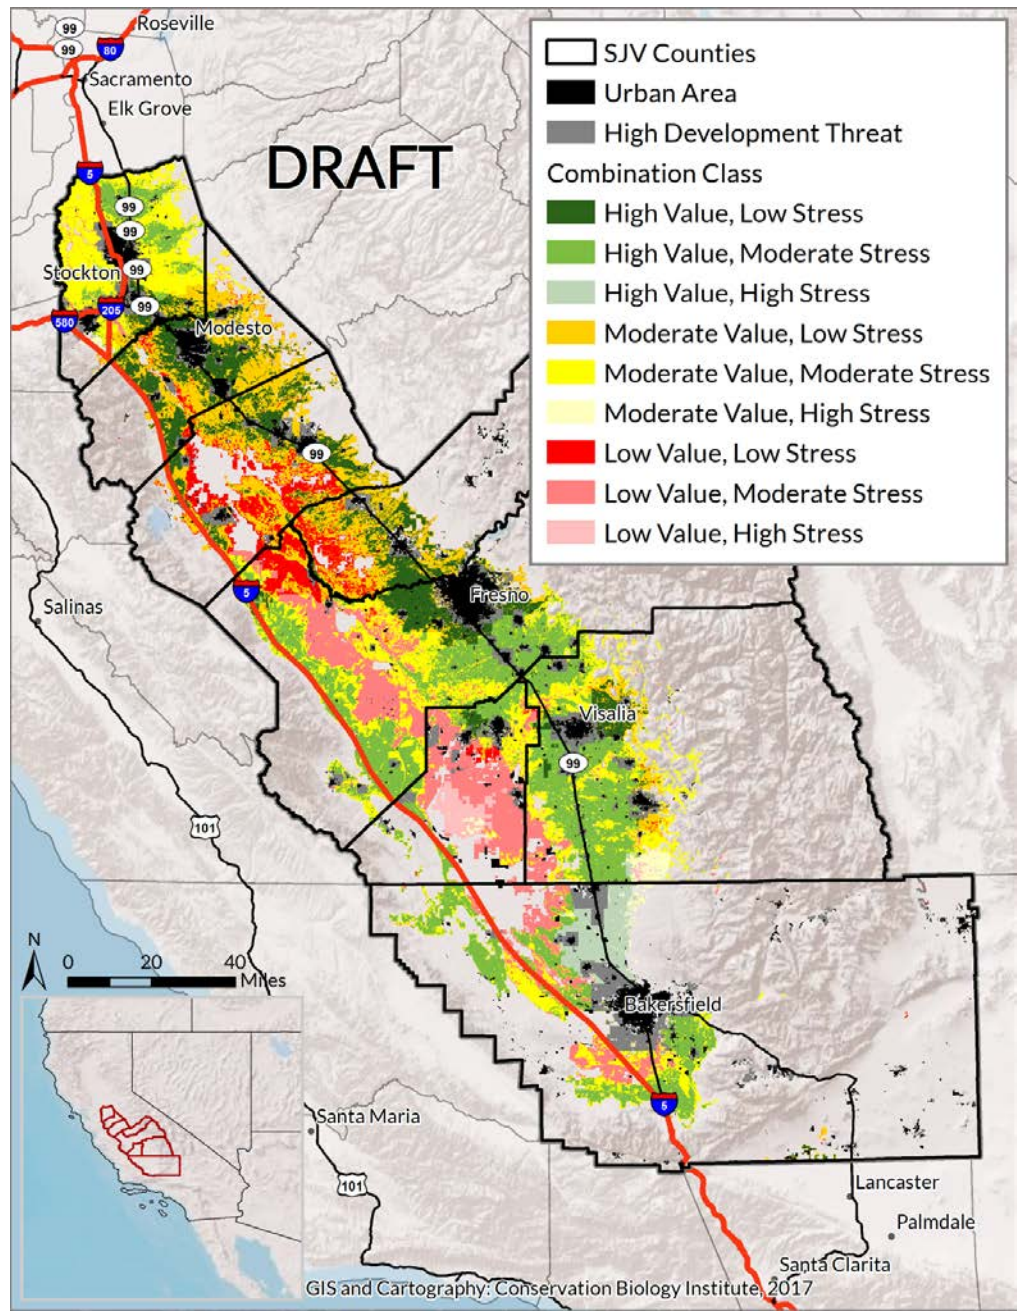 99
Roseville
99
80
Sacramento
Elk Grove
DRAFT
5
99
99
Stockton
99
99
205
580
Modesto
99
5
Fresno
Salinas
Visalia
99
101
N
0 20 40
Miles
Bakersfield
5
Santa Maria
101
Lancaster
Palmdale
Santa Clarita
GIS and Cartography: Conservation Biology Institute, 2017
SJV Counties
Urban Area
High Development Threat
Combination Class
High Value, Low Stress
High Value, Moderate Stress
High Value, High Stress
Moderate Value, Low Stress
Moderate Value, Moderate Stress
Moderate Value, High Stress
Low Value, Low Stress
Low Value, Moderate Stress
Low Value, High Stress